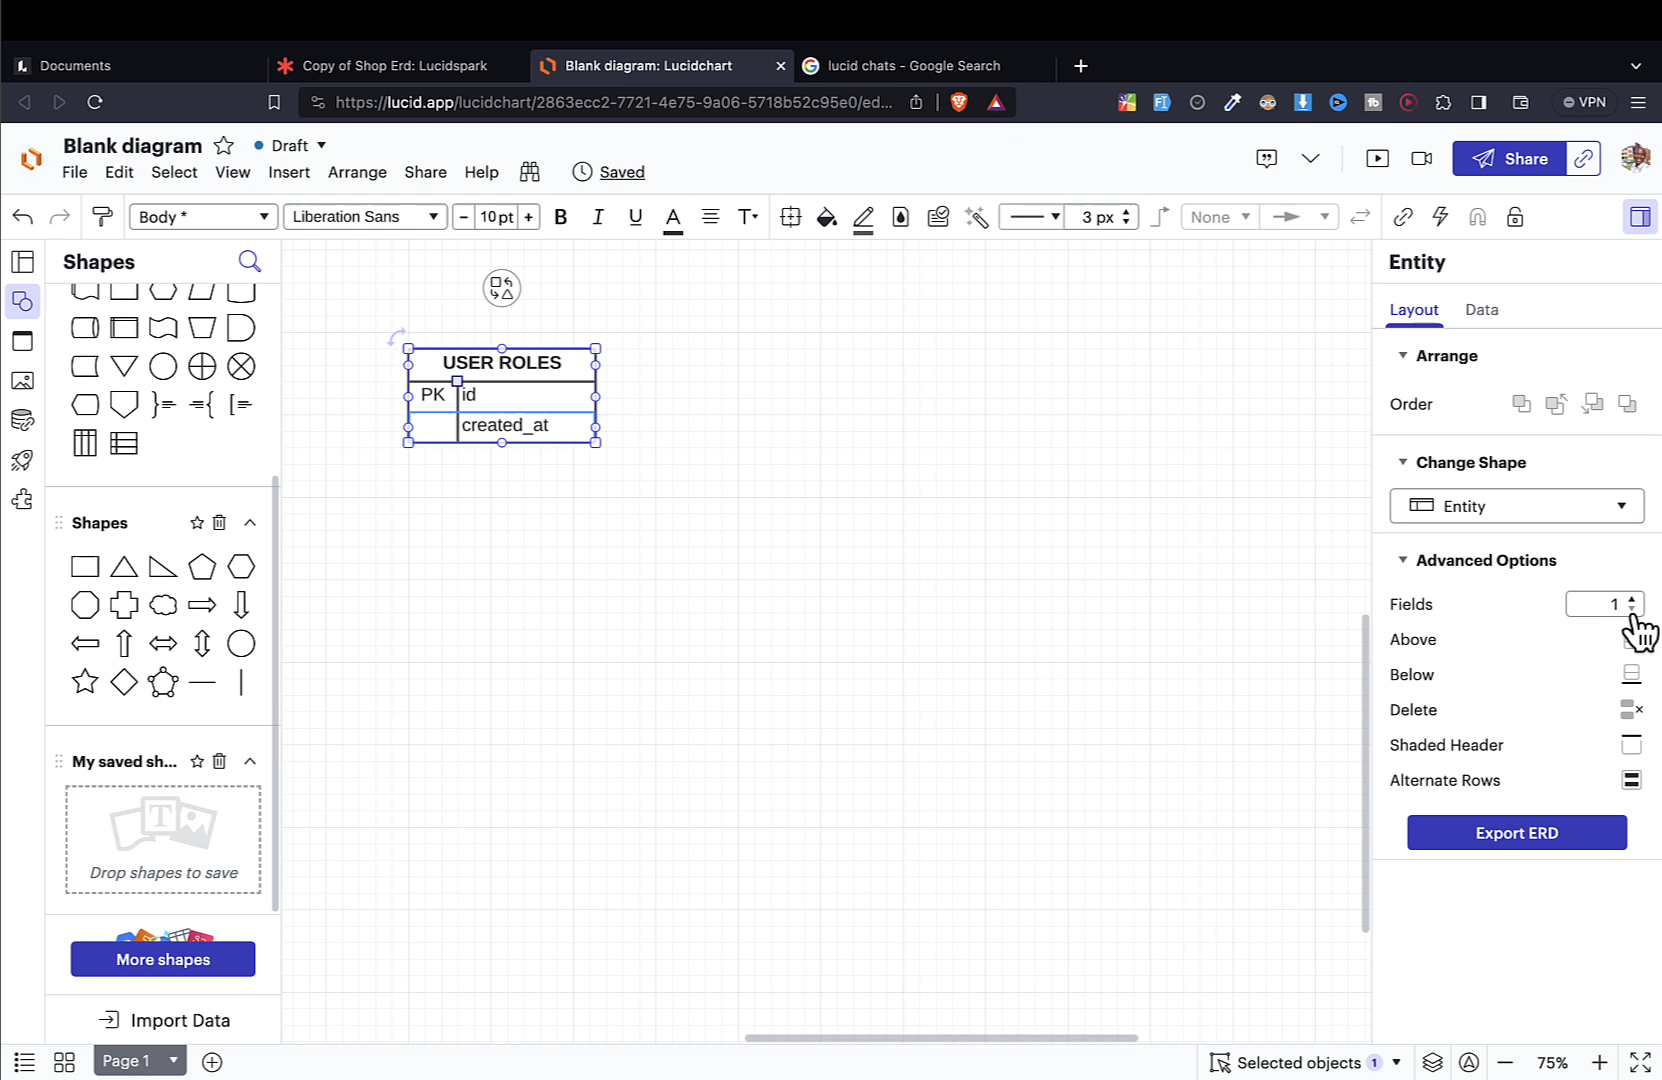 Documents
Copy of Shop Erd: Lucidspark
Blank diagram: Lucidchart
lucid chats - Google Search
https://lucid.app/lucidchart/2863ecc2-7721-4e75-9a06-5718b52c95e0/ed...
VPN
Blank diagram
Draft
File Edit Select View Insert Arrange Share Help
Saved
Share
Body *
Liberation Sans
10 pt
B I U A T
3 px
None
Shapes
Shapes
My saved sh...
T
Drop shapes to save
More shapes
Import Data
USER ROLES
PK id
created_at
Entity
Layout Data
Arrange
Order
Change Shape
Entity
Advanced Options
Fields 1
Above
Below
Delete
Shaded Header
Alternate Rows
Export ERD
Page 1
Selected objects 1
75%